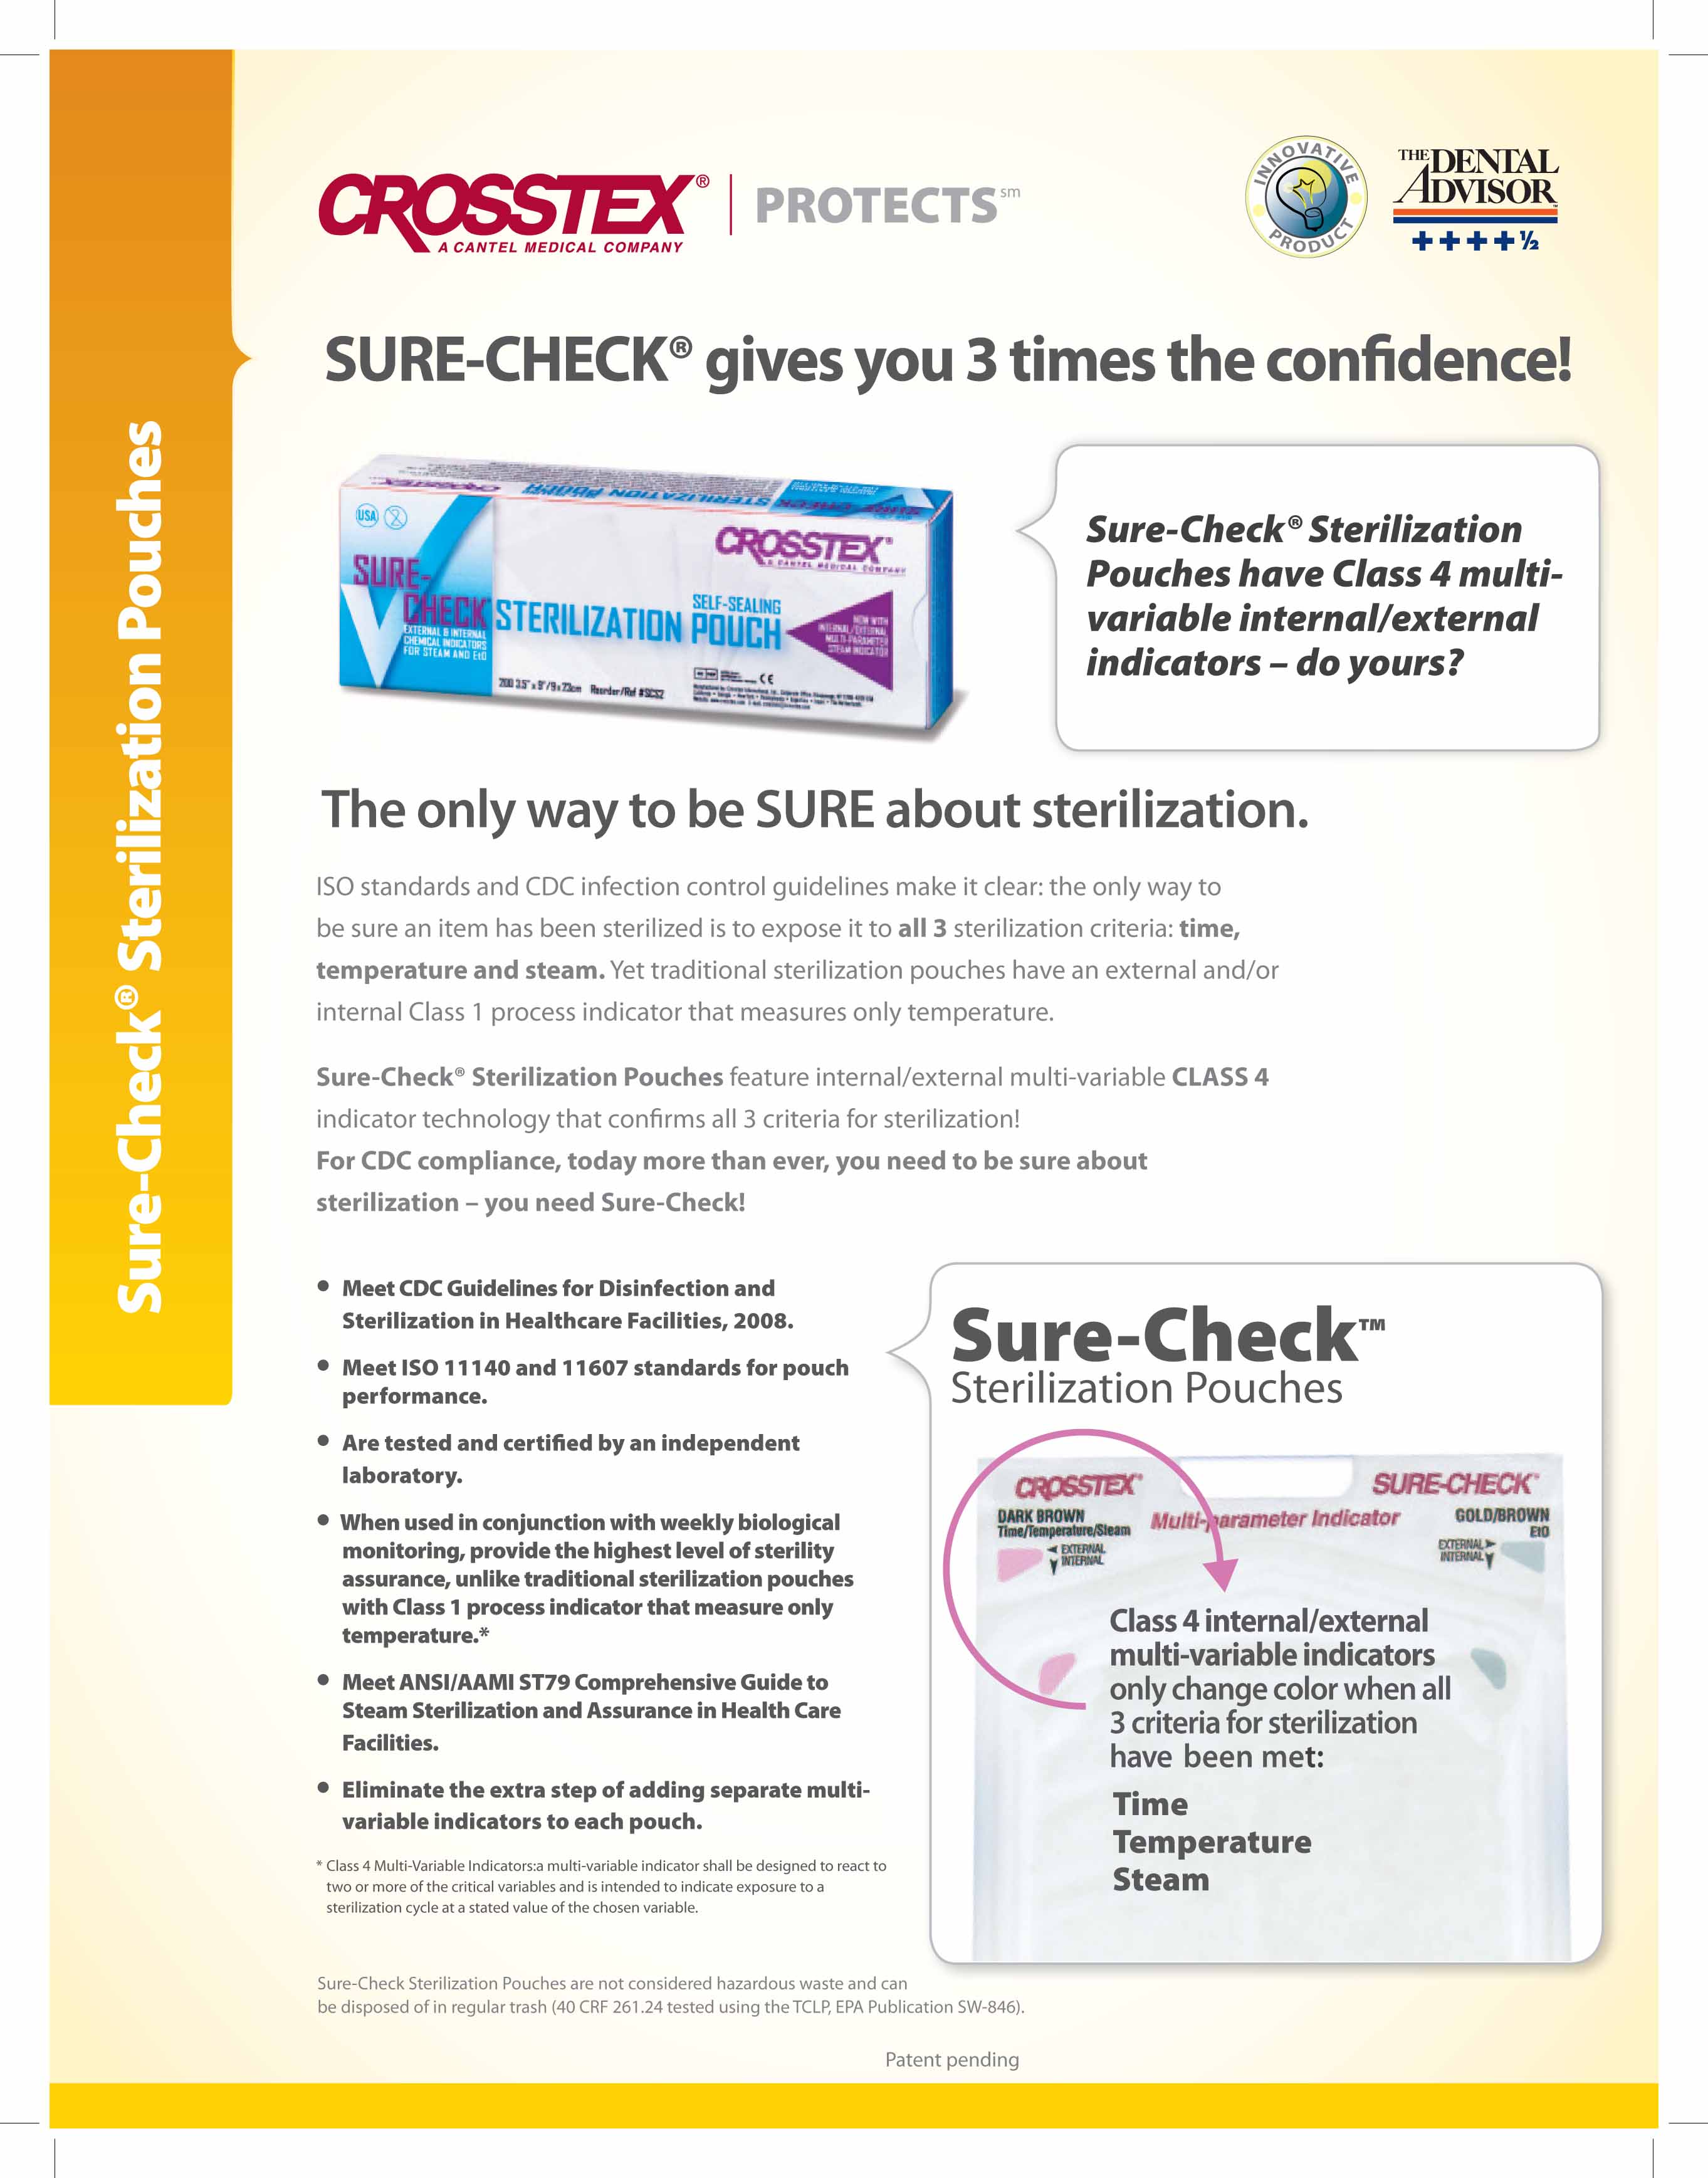 Sure-Check® Sterilization Pouches
CROSSTEX® PROTECTS℠
A CANTEL MEDICAL COMPANY
INNOVATIVE
PRODUCT
THE DENTAL
ADVISOR
++++½
SURE-CHECK® gives you 3 times the confidence!
USA
SURE-
CHECK
EXTERNAL & INTERNAL
CHEMICAL INDICATORS
FOR STEAM AND EtO
STERILIZATION
SELF-SEALING
POUCH
CROSSTEX®
A CANTEL MEDICAL COMPANY
NOW WITH
INTERNAL/EXTERNAL
MULTI-PARAMETER
STEAM INDICATOR
200 3.5" x 9"/9 x 23cm Reorder/Ref #SCS2
CE
Sure-Check® Sterilization
Pouches have Class 4 multi-
variable internal/external
indicators – do yours?
The only way to be SURE about sterilization.
ISO standards and CDC infection control guidelines make it clear: the only way to
be sure an item has been sterilized is to expose it to all 3 sterilization criteria: time,
temperature and steam. Yet traditional sterilization pouches have an external and/or
internal Class 1 process indicator that measures only temperature.
Sure-Check® Sterilization Pouches feature internal/external multi-variable CLASS 4
indicator technology that confirms all 3 criteria for sterilization!
For CDC compliance, today more than ever, you need to be sure about
sterilization – you need Sure-Check!
• Meet CDC Guidelines for Disinfection and
Sterilization in Healthcare Facilities, 2008.
• Meet ISO 11140 and 11607 standards for pouch
performance.
• Are tested and certified by an independent
laboratory.
• When used in conjunction with weekly biological
monitoring, provide the highest level of sterility
assurance, unlike traditional sterilization pouches
with Class 1 process indicator that measure only
temperature.*
• Meet ANSI/AAMI ST79 Comprehensive Guide to
Steam Sterilization and Assurance in Health Care
Facilities.
• Eliminate the extra step of adding separate multi-
variable indicators to each pouch.
* Class 4 Multi-Variable Indicators:a multi-variable indicator shall be designed to react to
two or more of the critical variables and is intended to indicate exposure to a
sterilization cycle at a stated value of the chosen variable.
Sure-Check™
Sterilization Pouches
CROSSTEX®
SURE-CHECK™
DARK BROWN
Time/Temperature/Steam
Multi-parameter Indicator
GOLD/BROWN
EtO
◄ EXTERNAL
▼ INTERNAL
EXTERNAL ►
INTERNAL ▼
Class 4 internal/external
multi-variable indicators
only change color when all
3 criteria for sterilization
have been met:
Time
Temperature
Steam
Sure-Check Sterilization Pouches are not considered hazardous waste and can
be disposed of in regular trash (40 CRF 261.24 tested using the TCLP, EPA Publication SW-846).
Patent pending